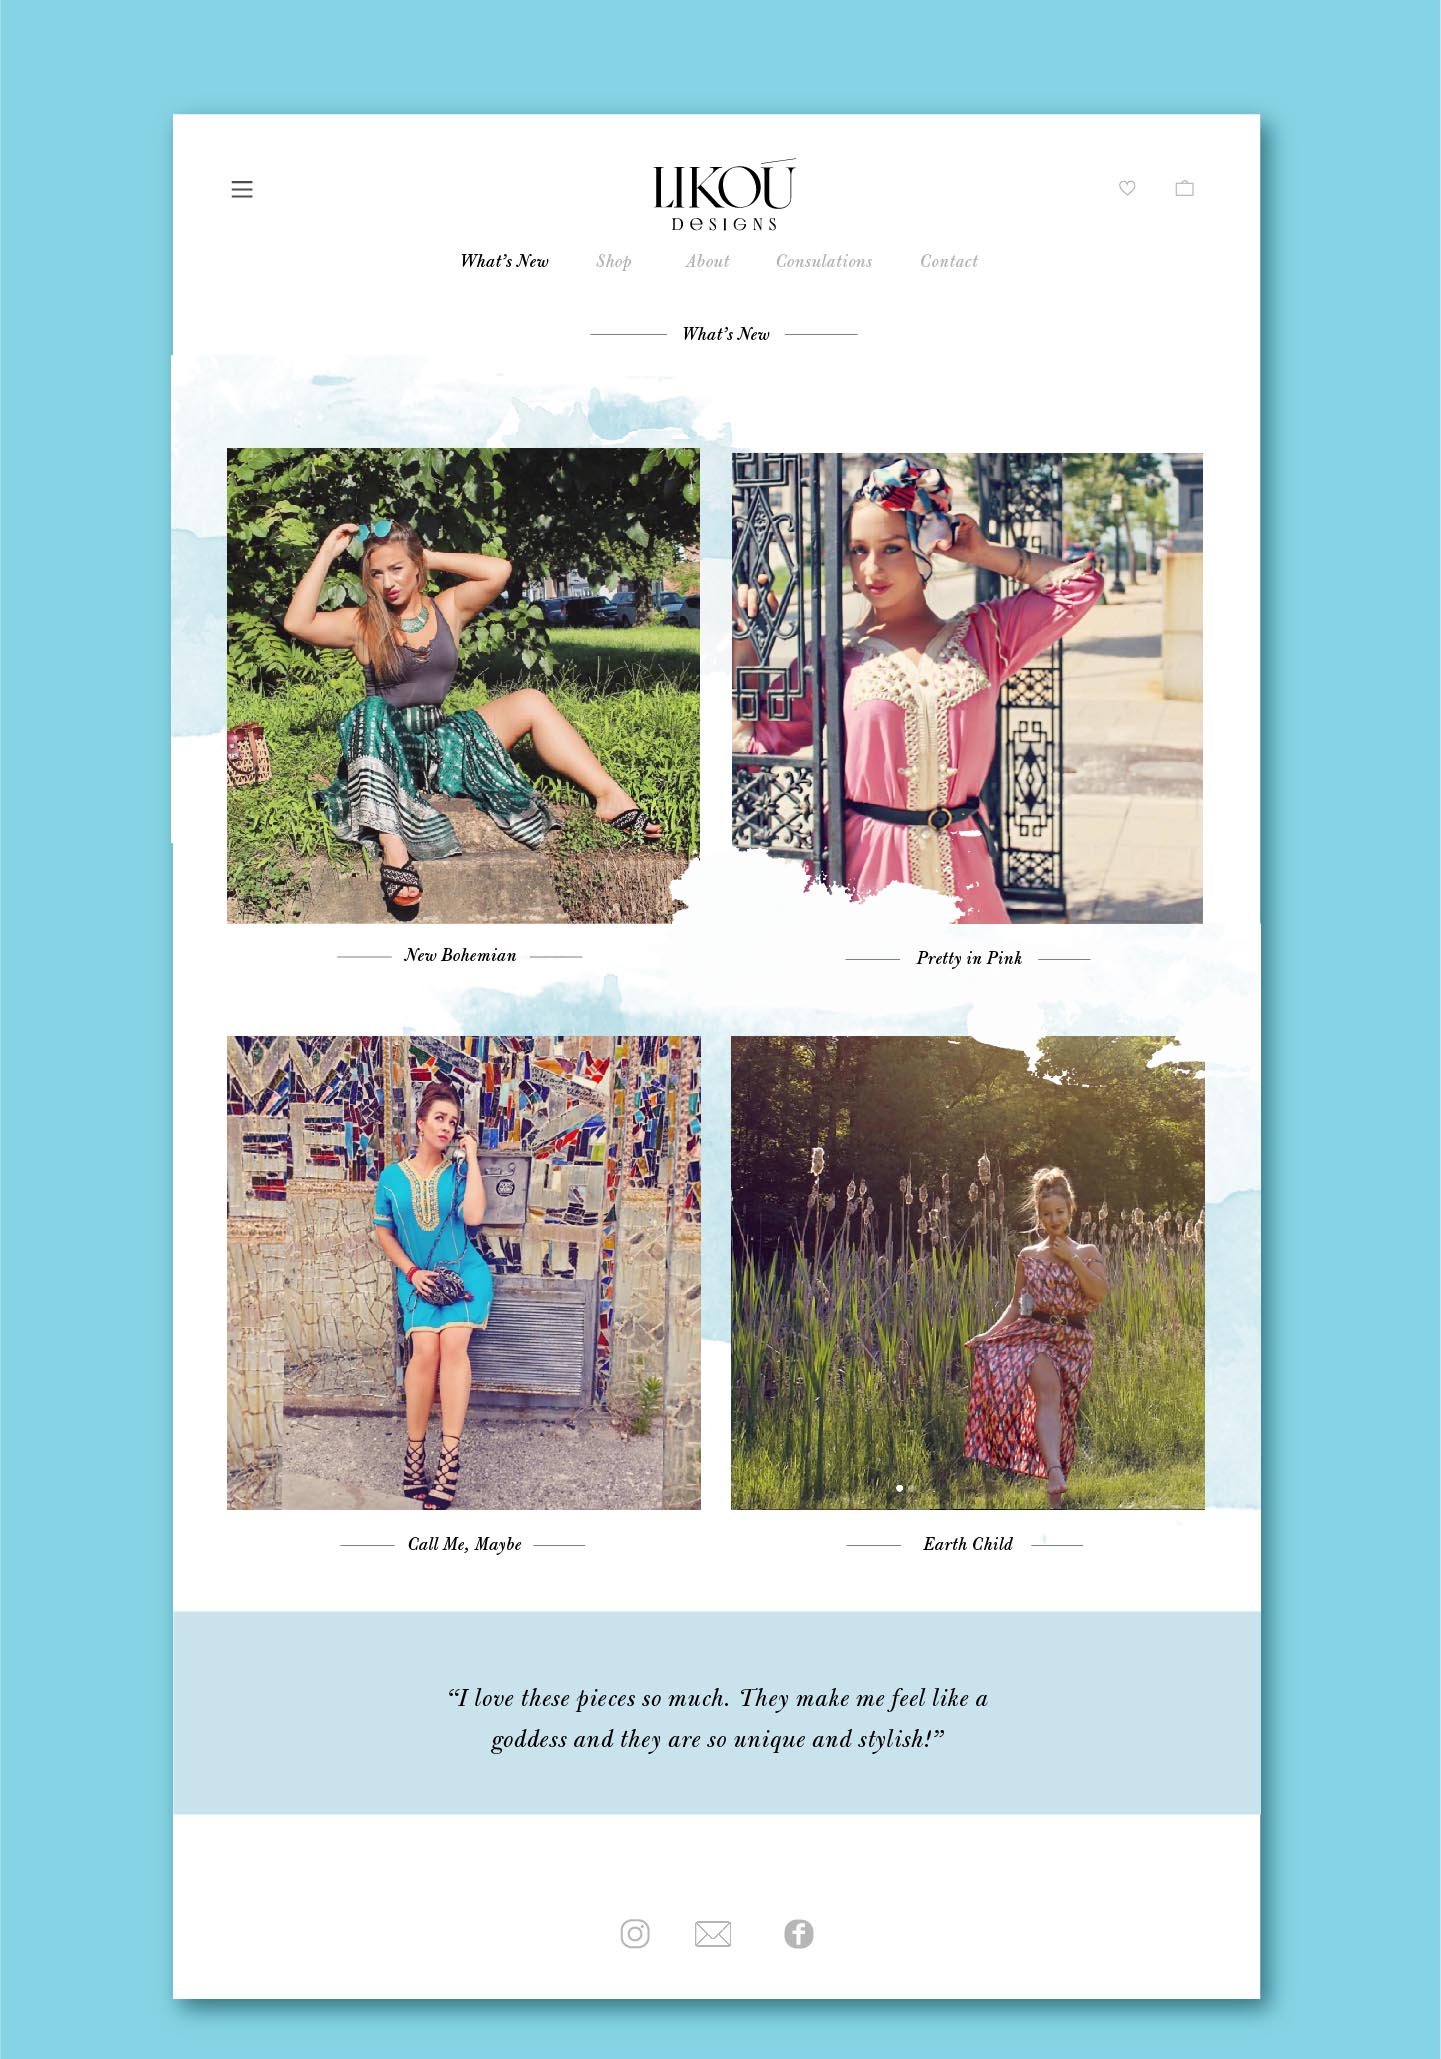 LIKOÚ
DESIGNS
What’s New Shop About Consulations Contact
What’s New
New Bohemian
Pretty in Pink
Call Me, Maybe
Earth Child
“I love these pieces so much. They make me feel like a
goddess and they are so unique and stylish!”